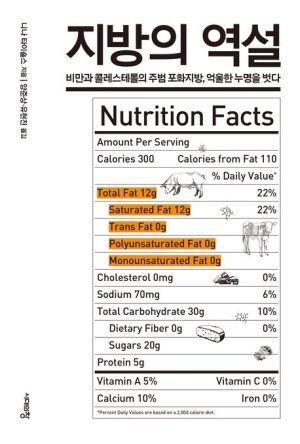 지방의 역설
비만과 콜레스테롤의 주범 포화지방, 억울한 누명을 벗다
니나 타이숄스 지음 | 양준상·유현진 옮김
Nutrition Facts
Amount Per Serving
Calories 300 Calories from Fat 110
% Daily Value*
Total Fat 12g 22%
Saturated Fat 12g 22%
Trans Fat 0g
Polyunsaturated Fat 0g
Monounsaturated Fat 0g
Cholesterol 0mg 0%
Sodium 70mg 6%
Total Carbohydrate 30g 10%
Dietary Fiber 0g 0%
Sugars 20g
Protein 5g
Vitamin A 5% Vitamin C 0%
Calcium 10% Iron 0%
*Percent Daily Values are based on a 2,000 calorie diet.
시대의창